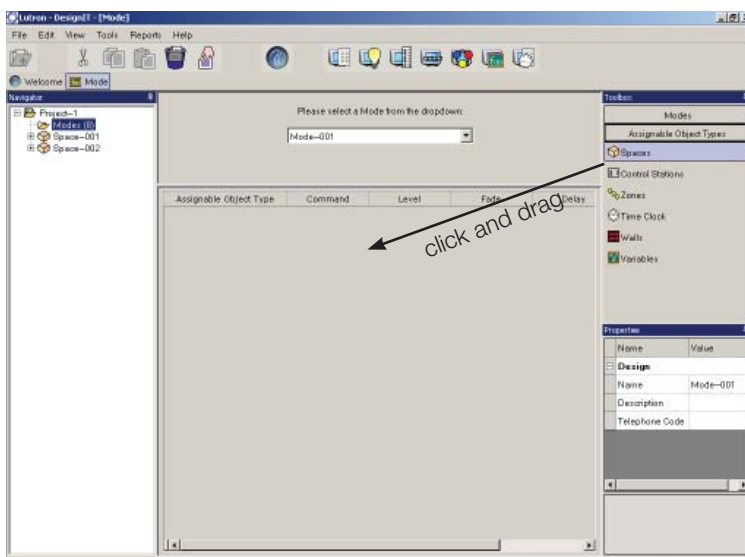 Lutron - DesignIT - [Mode]
File Edit View Tools Reports Help
Welcome Mode
Navigator
Project-1
Modes (8)
Space-001
Space-002
Please select a Mode from the dropdown:
Mode-001
Assignable Object Type Command Level Fade Delay
click and drag
Toolbox
Modes
Assignable Object Types
Spaces
Control Stations
Zones
Time Clock
Walls
Variables
Properties
Name Value
Design
Name Mode-001
Description
Telephone Code